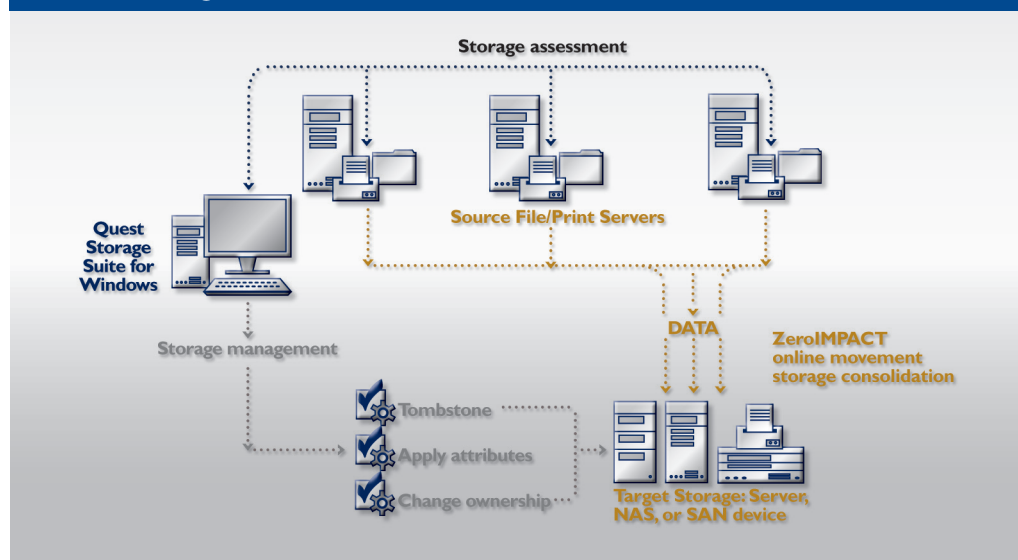 Storage assessment
Source File/Print Servers
Quest
Storage
Suite for
Windows
DATA
Storage management
ZeroIMPACT
online movement
storage consolidation
Tombstone
Apply attributes
Change ownership
Target Storage: Server,
NAS, or SAN device